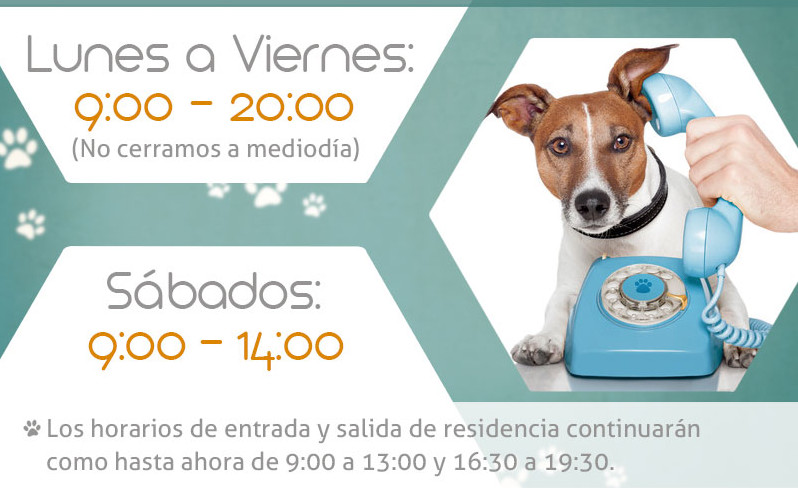 Lunes a Viernes:
9:00 - 20:00
(No cerramos a mediodía)
Sábados:
9:00 - 14:00
Los horarios de entrada y salida de residencia continuarán
como hasta ahora de 9:00 a 13:00 y 16:30 a 19:30.